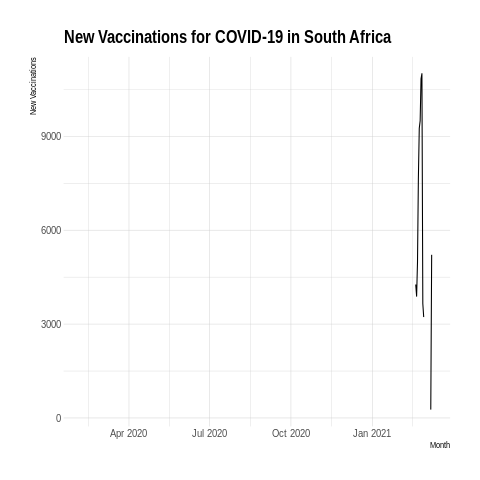 New Vaccinations for COVID-19 in South Africa
New Vaccinations
9000
6000
3000
0
Apr 2020
Jul 2020
Oct 2020
Jan 2021
Month